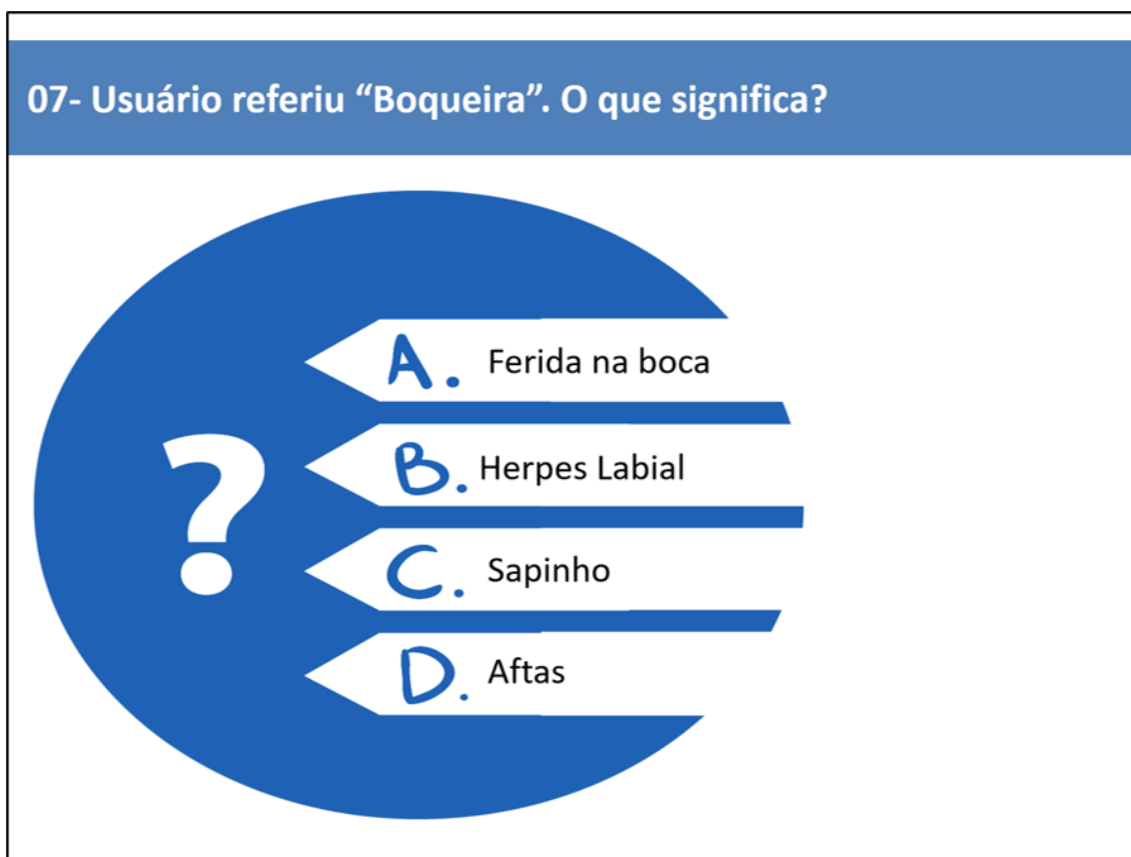 07- Usuário referiu “Boqueira”. O que significa?
?
A. Ferida na boca
B. Herpes Labial
C. Sapinho
D. Aftas